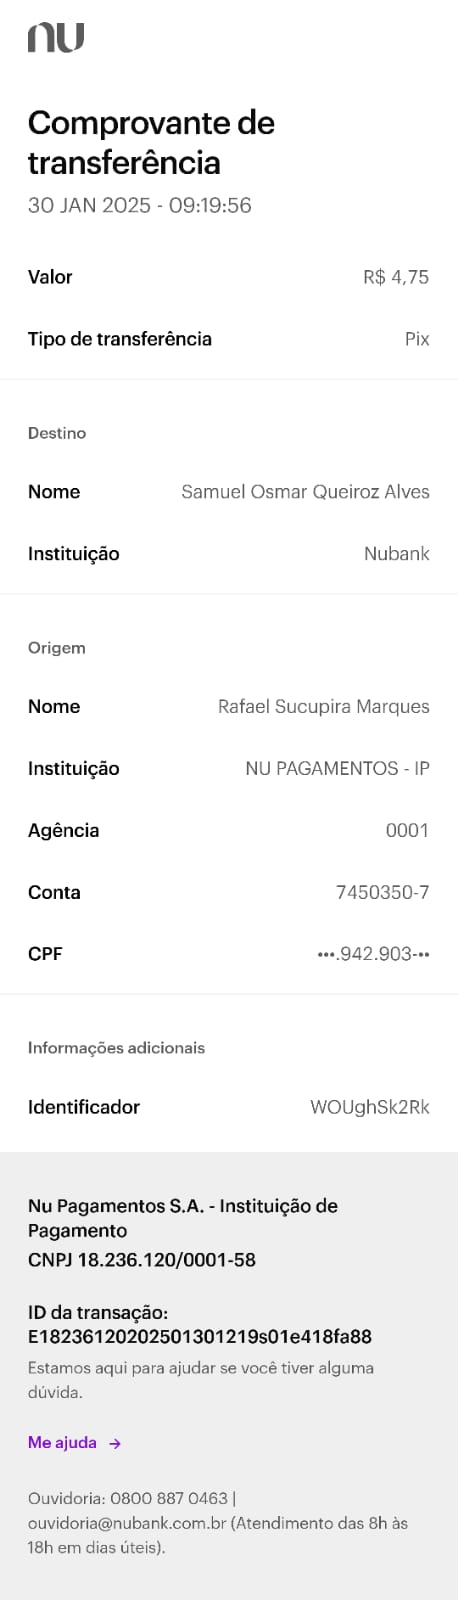 nu
Comprovante de
transferência
30 JAN 2025 - 09:19:56
Valor R$ 4,75
Tipo de transferência Pix
Destino
Nome Samuel Osmar Queiroz Alves
Instituição Nubank
Origem
Nome Rafael Sucupira Marques
Instituição NU PAGAMENTOS - IP
Agência 0001
Conta 7450350-7
CPF •••.942.903-••
Informações adicionais
Identificador WOUghSk2Rk
Nu Pagamentos S.A. - Instituição de
Pagamento
CNPJ 18.236.120/0001-58
ID da transação:
E18236120202501301219s01e418fa88
Estamos aqui para ajudar se você tiver alguma
dúvida.
Me ajuda →
Ouvidoria: 0800 887 0463 |
ouvidoria@nubank.com.br (Atendimento das 8h às
18h em dias úteis).